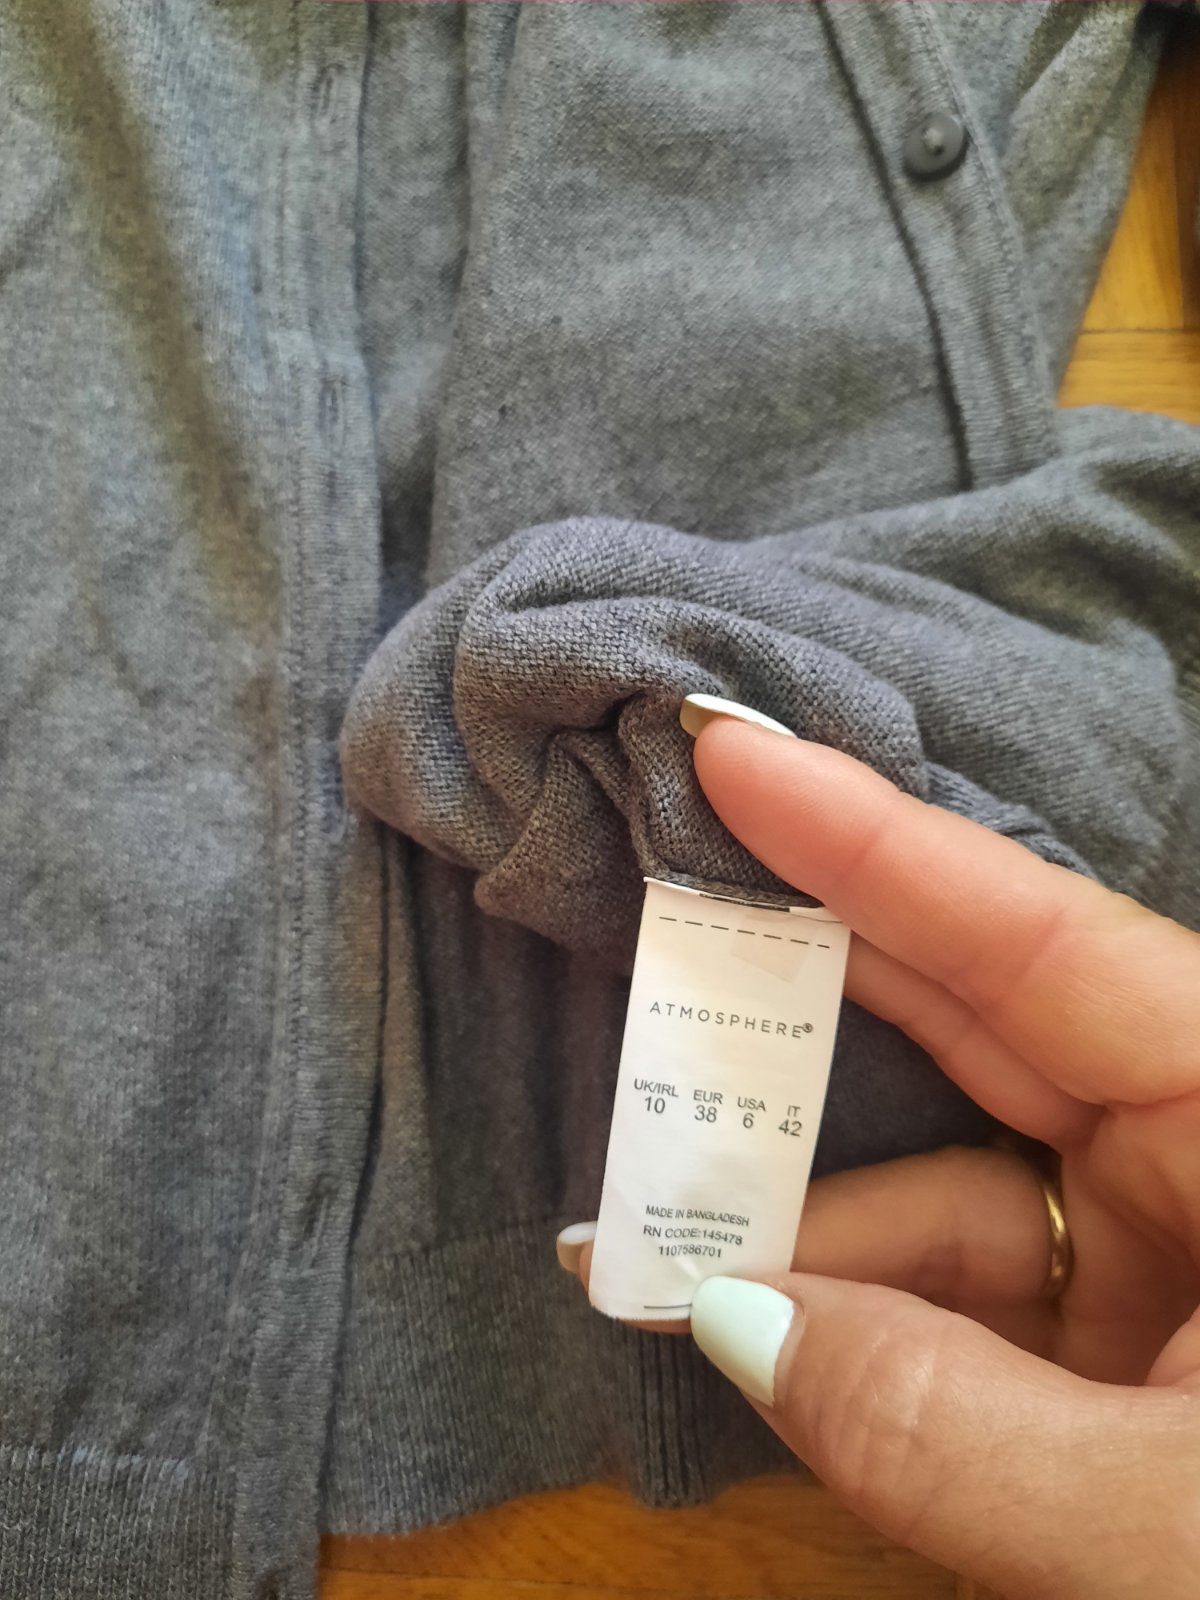 ATMOSPHERE®
UK/IRL EUR USA IT
10 38 6 42
MADE IN BANGLADESH
RN CODE:145478
1107586701